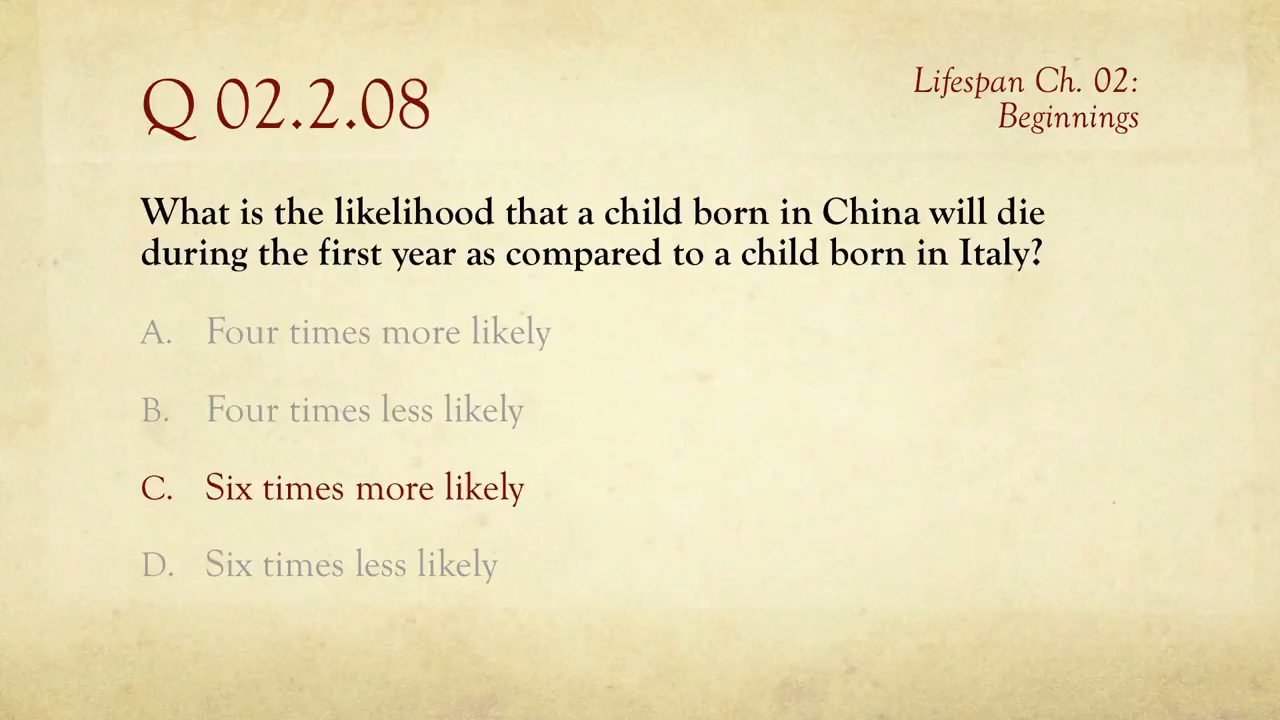 Q 02.2.08
Lifespan Ch. 02:
Beginnings
What is the likelihood that a child born in China will die
during the first year as compared to a child born in Italy?
A. Four times more likely
B. Four times less likely
C. Six times more likely
D. Six times less likely